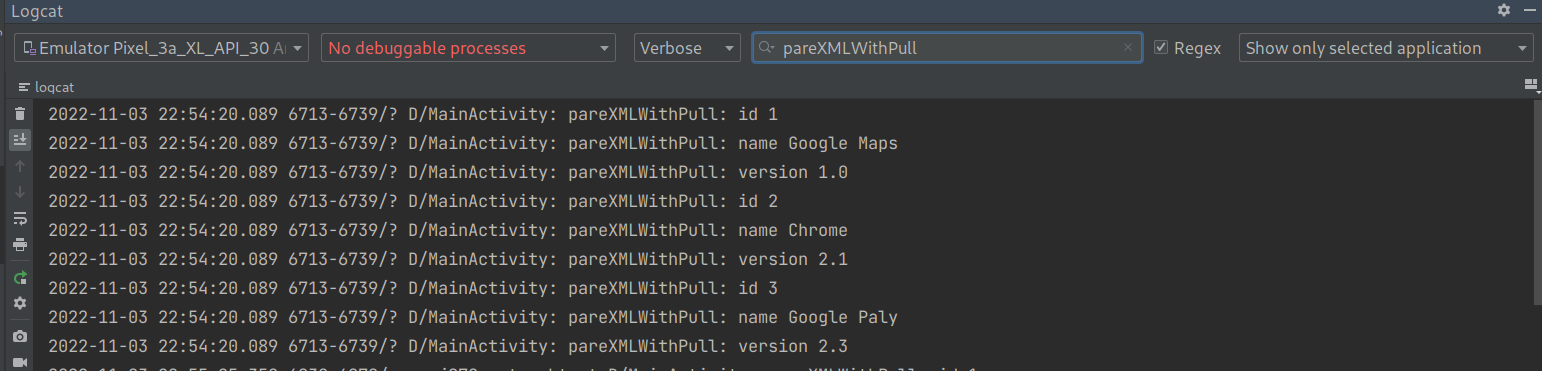 Logcat
Emulator Pixel_3a_XL_API_30 A No debuggable processes Verbose pareXMLWithPull Regex Show only selected application
logcat
2022-11-03 22:54:20.089 6713-6739/? D/MainActivity: pareXMLWithPull: id 1
2022-11-03 22:54:20.089 6713-6739/? D/MainActivity: pareXMLWithPull: name Google Maps
2022-11-03 22:54:20.089 6713-6739/? D/MainActivity: pareXMLWithPull: version 1.0
2022-11-03 22:54:20.089 6713-6739/? D/MainActivity: pareXMLWithPull: id 2
2022-11-03 22:54:20.089 6713-6739/? D/MainActivity: pareXMLWithPull: name Chrome
2022-11-03 22:54:20.089 6713-6739/? D/MainActivity: pareXMLWithPull: version 2.1
2022-11-03 22:54:20.089 6713-6739/? D/MainActivity: pareXMLWithPull: id 3
2022-11-03 22:54:20.089 6713-6739/? D/MainActivity: pareXMLWithPull: name Google Paly
2022-11-03 22:54:20.089 6713-6739/? D/MainActivity: pareXMLWithPull: version 2.3